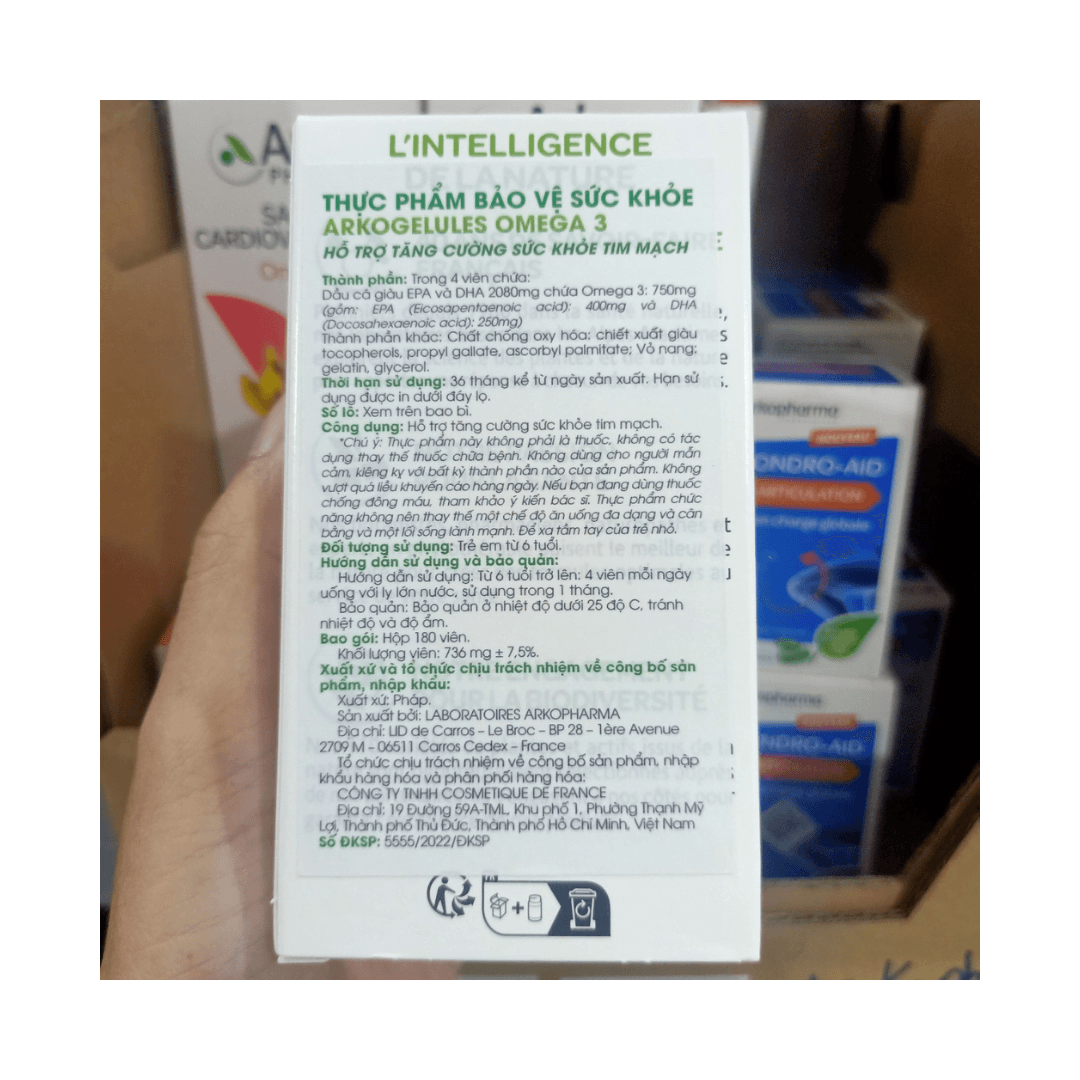 L'INTELLIGENCE
DE LA NATURE
THỰC PHẨM BẢO VỆ SỨC KHỎE
ARKOGELULES OMEGA 3
HỖ TRỢ TĂNG CƯỜNG SỨC KHỎE TIM MẠCH
Thành phần: Trong 4 viên chứa:
Dầu cá giàu EPA và DHA 2080mg chứa Omega 3: 750mg
(gồm: EPA (Eicosapentaenoic acid): 400mg và DHA
(Docosahexaenoic acid): 250mg)
Thành phần khác: Chất chống oxy hóa: chiết xuất giàu
tocopherols, propyl gallate, ascorbyl palmitate; Vỏ nang:
gelatin, glycerol.
Thời hạn sử dụng: 36 tháng kể từ ngày sản xuất. Hạn sử
dụng được in dưới đáy lọ.
Số lô: Xem trên bao bì.
Công dụng: Hỗ trợ tăng cường sức khỏe tim mạch.
*Chú ý: Thực phẩm này không phải là thuốc, không có tác
dụng thay thế thuốc chữa bệnh. Không dùng cho người mẫn
cảm, kiêng kỵ với bất kỳ thành phần nào của sản phẩm. Không
vượt quá liều khuyến cáo hàng ngày. Nếu bạn đang dùng thuốc
chống đông máu, tham khảo ý kiến bác sĩ. Thực phẩm chức
năng không nên thay thế một chế độ ăn uống đa dạng và cân
bằng và một lối sống lành mạnh. Để xa tầm tay của trẻ nhỏ.
Đối tượng sử dụng: Trẻ em từ 6 tuổi.
Hướng dẫn sử dụng và bảo quản:
Hướng dẫn sử dụng: Từ 6 tuổi trở lên: 4 viên mỗi ngày
uống với ly lớn nước, sử dụng trong 1 tháng.
Bảo quản: Bảo quản ở nhiệt độ dưới 25 độ C, tránh
nhiệt độ và độ ẩm.
Bao gói: Hộp 180 viên.
Khối lượng viên: 736 mg ± 7,5%.
Xuất xứ và tổ chức chịu trách nhiệm về công bố sản
phẩm, nhập khẩu:
Xuất xứ: Pháp.
Sản xuất bởi: LABORATOIRES ARKOPHARMA
Địa chỉ: LID de Carros – Le Broc – BP 28 – 1ère Avenue
2709 M – 06511 Carros Cedex – France
Tổ chức chịu trách nhiệm về công bố sản phẩm, nhập
khẩu hàng hóa và phân phối hàng hóa:
CÔNG TY TNHH COSMETIQUE DE FRANCE
Địa chỉ: 19 Đường 59A-TML, Khu phố 1, Phường Thạnh Mỹ
Lợi, Thành phố Thủ Đức, Thành phố Hồ Chí Minh, Việt Nam
Số ĐKSP: 5555/2022/ĐKSP
arkopharma
NOUVEAU
ONDRO-AID
ARTICULATION
arkopharma
NOUVEAU
NDRO-AID
CARDIOV